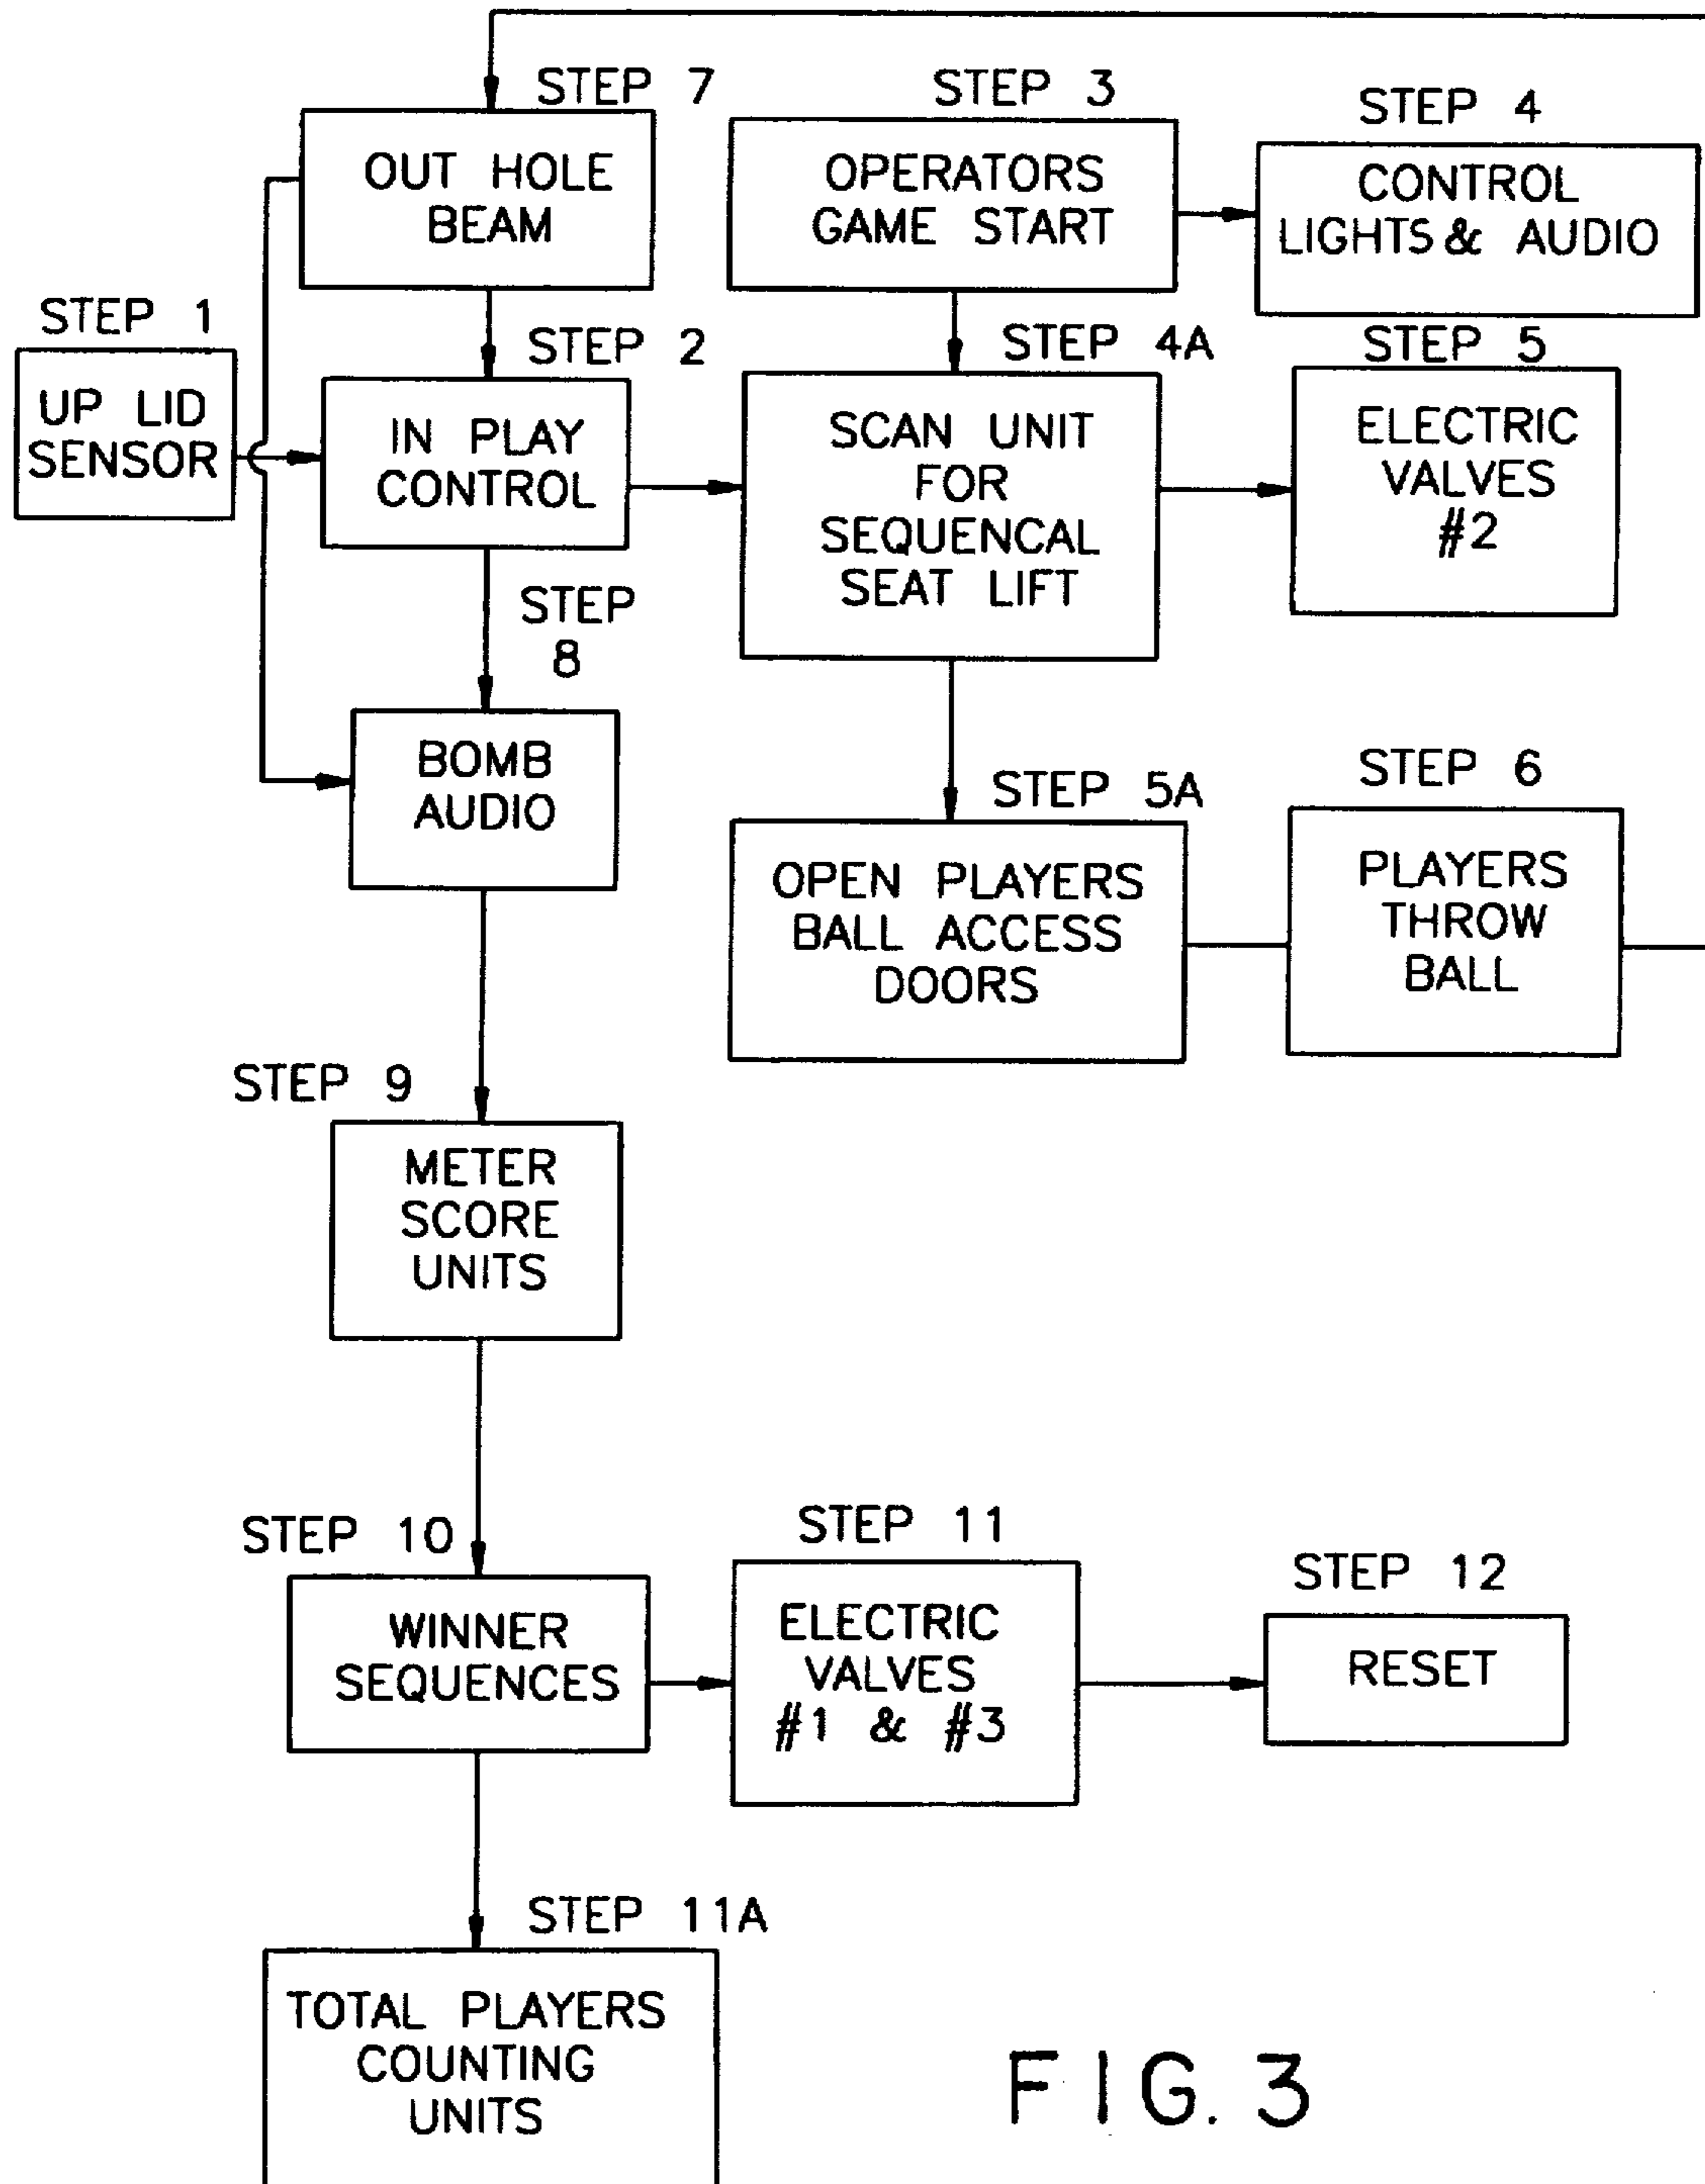 STEP 7
OUT HOLE
BEAM
STEP 3
OPERATORS
GAME START
STEP 4
CONTROL
LIGHTS & AUDIO
STEP 1
UP LID
SENSOR
STEP 2
IN PLAY
CONTROL
STEP 4A
SCAN UNIT
FOR
SEQUENCAL
SEAT LIFT
STEP 5
ELECTRIC
VALVES
#2
STEP
8
BOMB
AUDIO
STEP 5A
OPEN PLAYERS
BALL ACCESS
DOORS
STEP 6
PLAYERS
THROW
BALL
STEP 9
METER
SCORE
UNITS
STEP 10
WINNER
SEQUENCES
STEP 11
ELECTRIC
VALVES
#1 & #3
STEP 12
RESET
STEP 11A
TOTAL PLAYERS
COUNTING
UNITS
FIG. 3